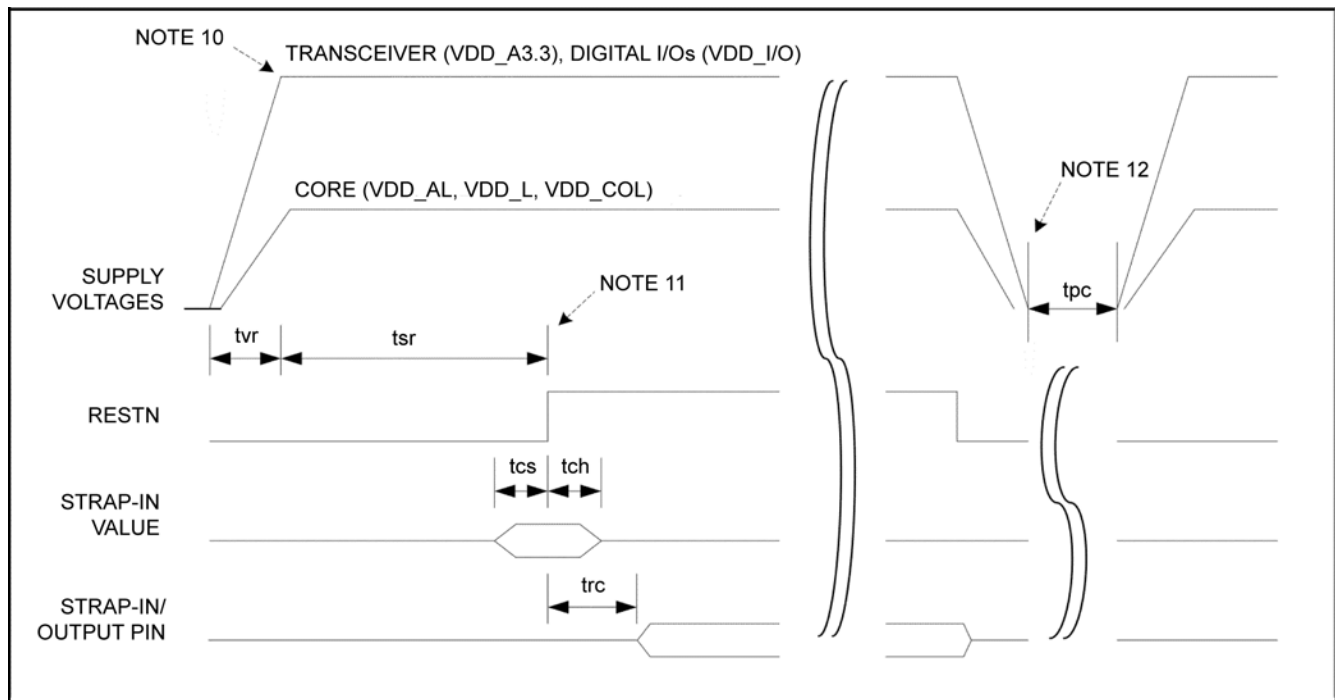 NOTE 10
TRANSCEIVER (VDD_A3.3), DIGITAL I/Os (VDD_I/O)
NOTE 12
CORE (VDD_AL, VDD_L, VDD_COL)
SUPPLY
VOLTAGES
NOTE 11
tpc
tvr
tsr
RESTN
tcs
tch
STRAP-IN
VALUE
trc
STRAP-IN/
OUTPUT PIN